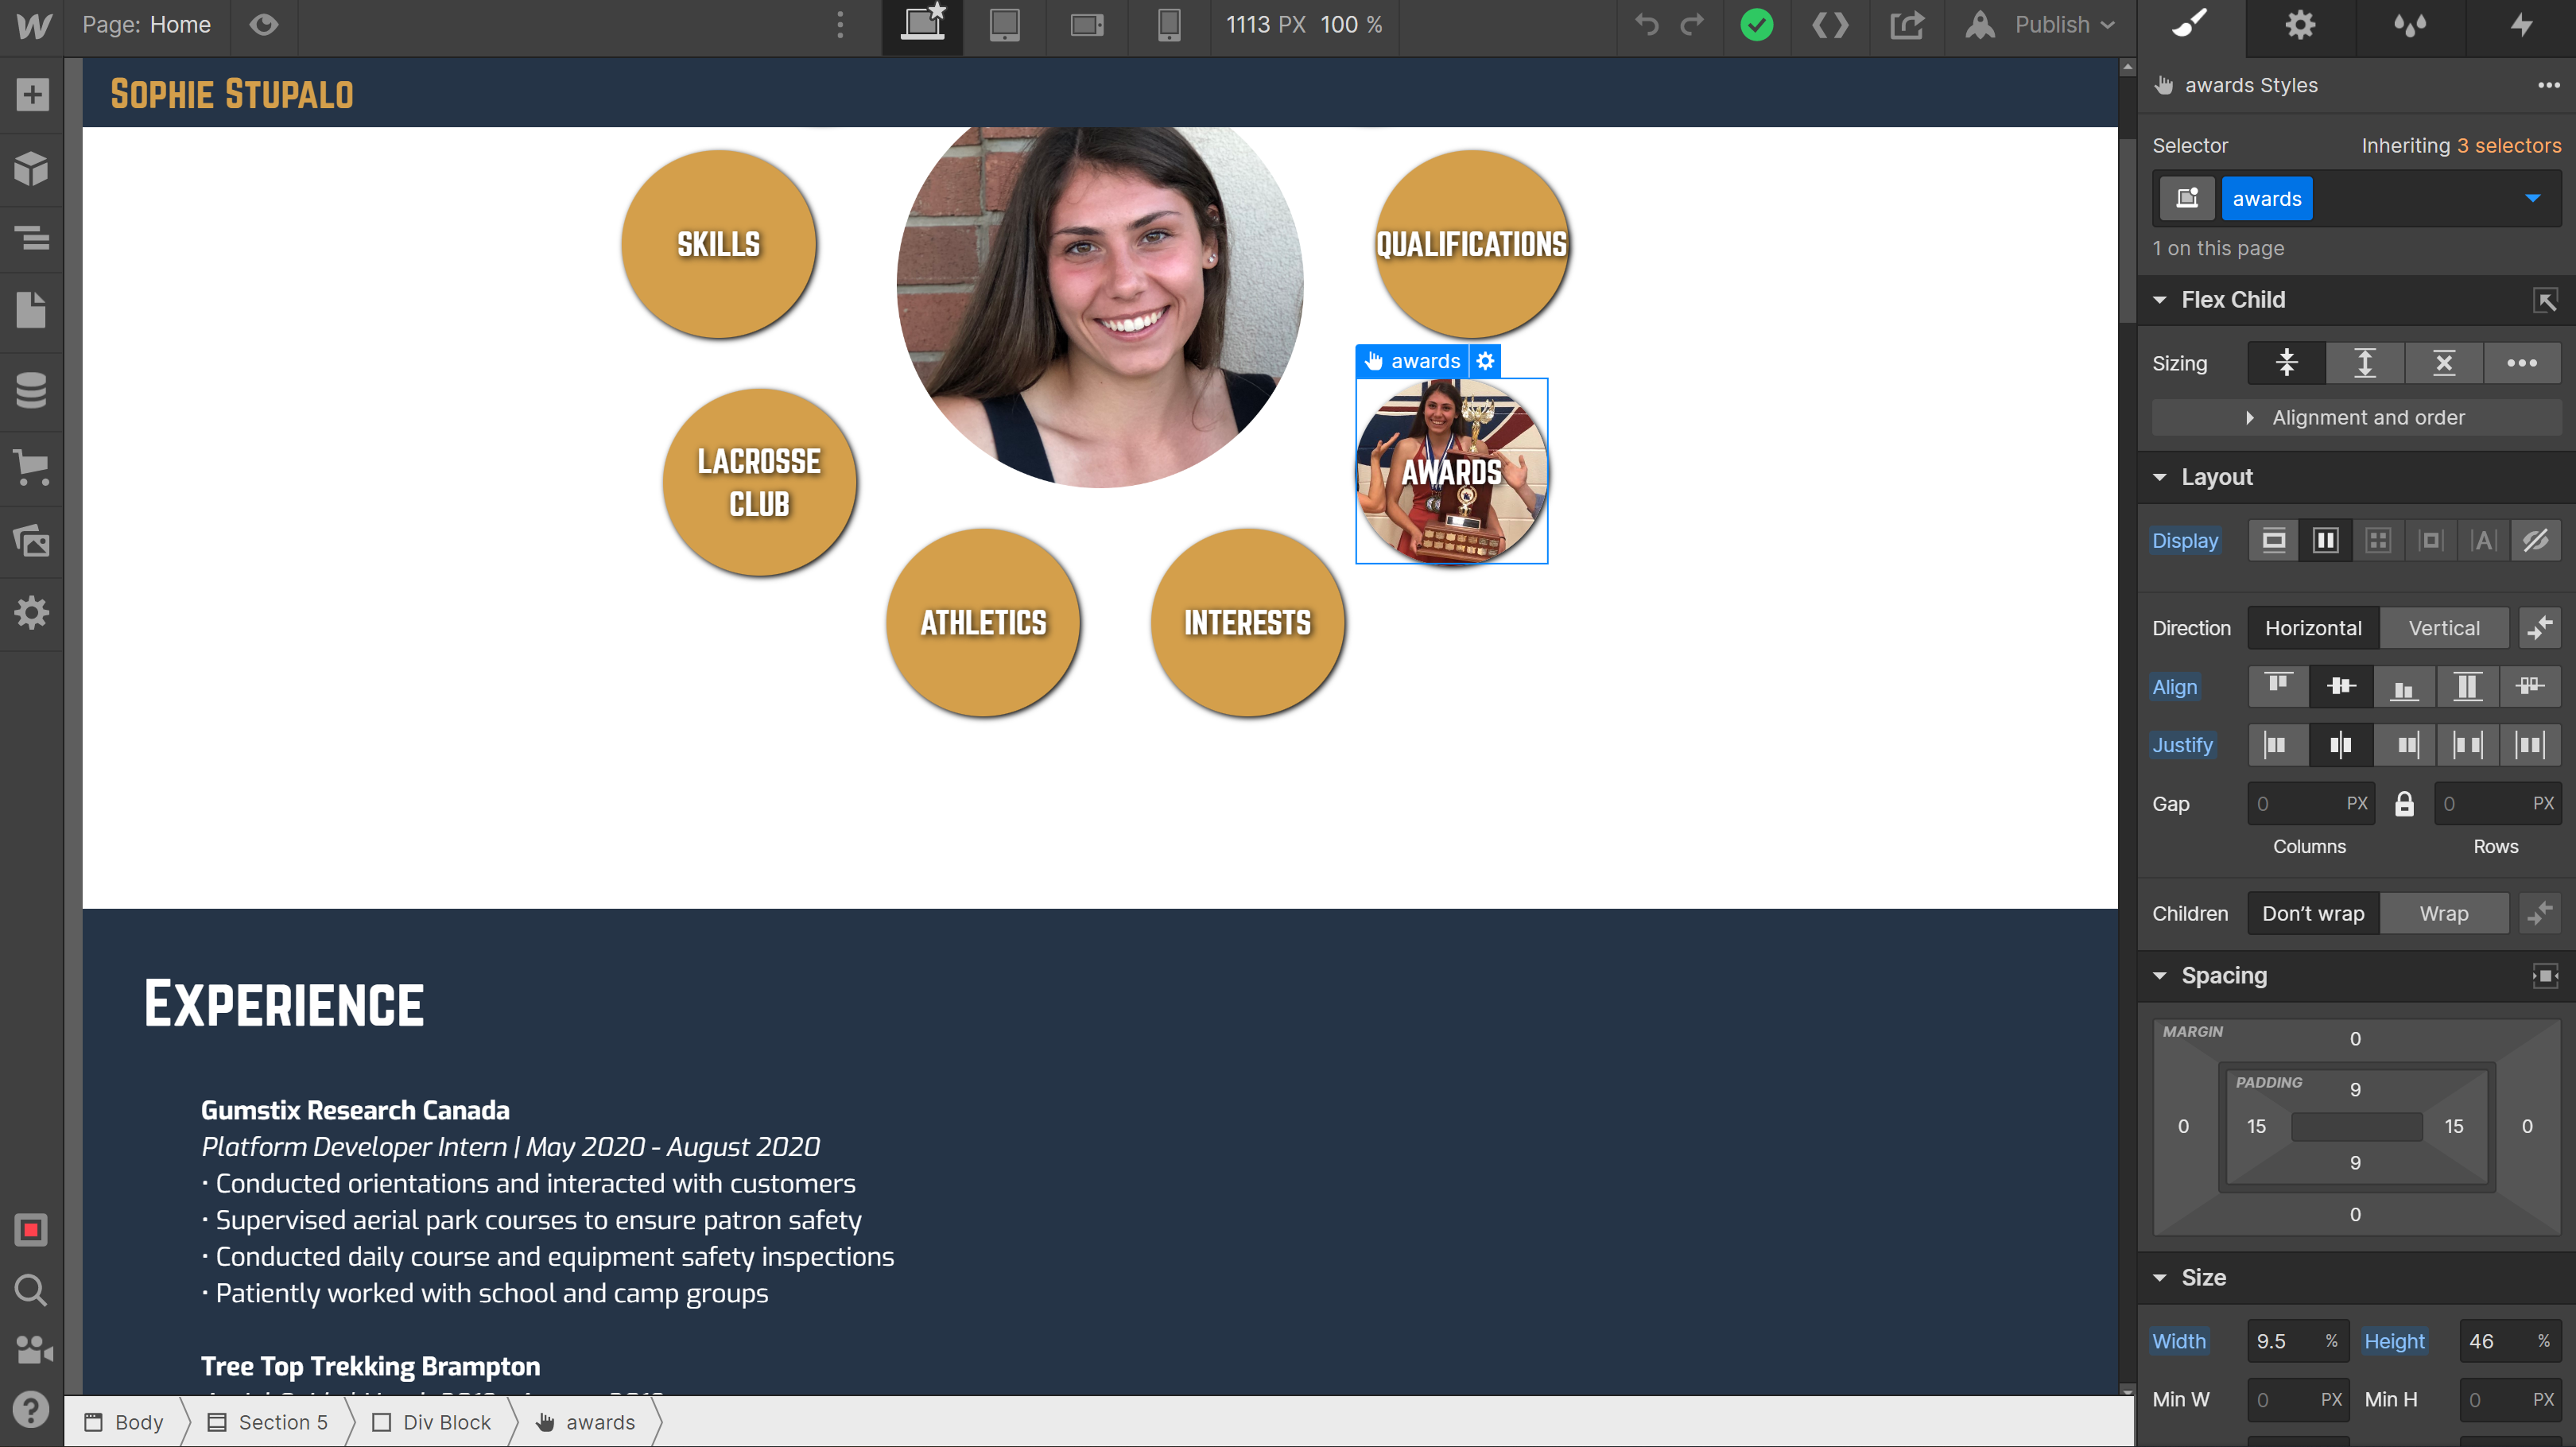 Page: Home
1113 PX 100 %
Publish
SOPHIE STUPALO
SKILLS
QUALIFICATIONS
awards
LACROSSE
CLUB
AWARDS
ATHLETICS
INTERESTS
EXPERIENCE
Gumstix Research Canada
Platform Developer Intern | May 2020 - August 2020
• Conducted orientations and interacted with customers
• Supervised aerial park courses to ensure patron safety
• Conducted daily course and equipment safety inspections
• Patiently worked with school and camp groups
Tree Top Trekking Brampton
Body
Section 5
Div Block
awards
awards Styles
Selector
Inheriting 3 selectors
awards
1 on this page
Flex Child
Sizing
Alignment and order
Layout
Display
Direction
Horizontal
Vertical
Align
Justify
Gap
0 PX
0 PX
Columns
Rows
Children
Don't wrap
Wrap
Spacing
MARGIN
0
PADDING
9
0
15
15
0
9
0
Size
Width
9.5 %
Height
46 %
Min W
0 PX
Min H
0 PX